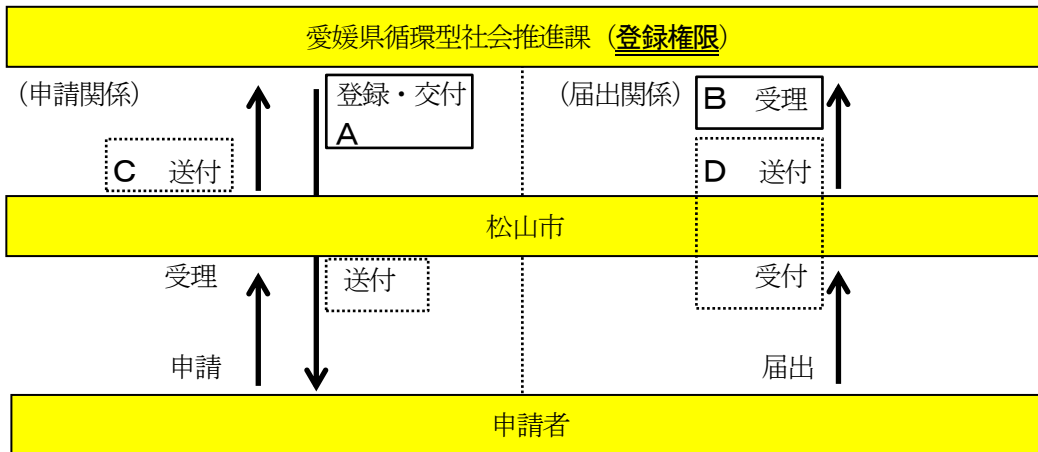 愛媛県循環型社会推進課（登録権限）
（申請関係）
登録・交付
A
（届出関係）
B　受理
C　送付
D　送付
松山市
受理
送付
受付
申請
届出
申請者